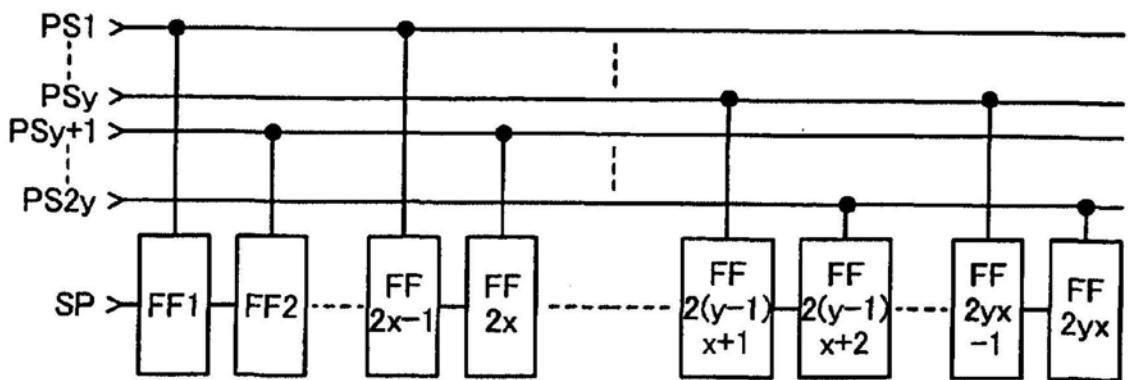 PS1
PSy
PSy+1
PS2y
SP
FF1
FF2
FF
2x-1
FF
2x
FF
2(y-1)
x+1
FF
2(y-1)
x+2
FF
2yx
-1
FF
2yx